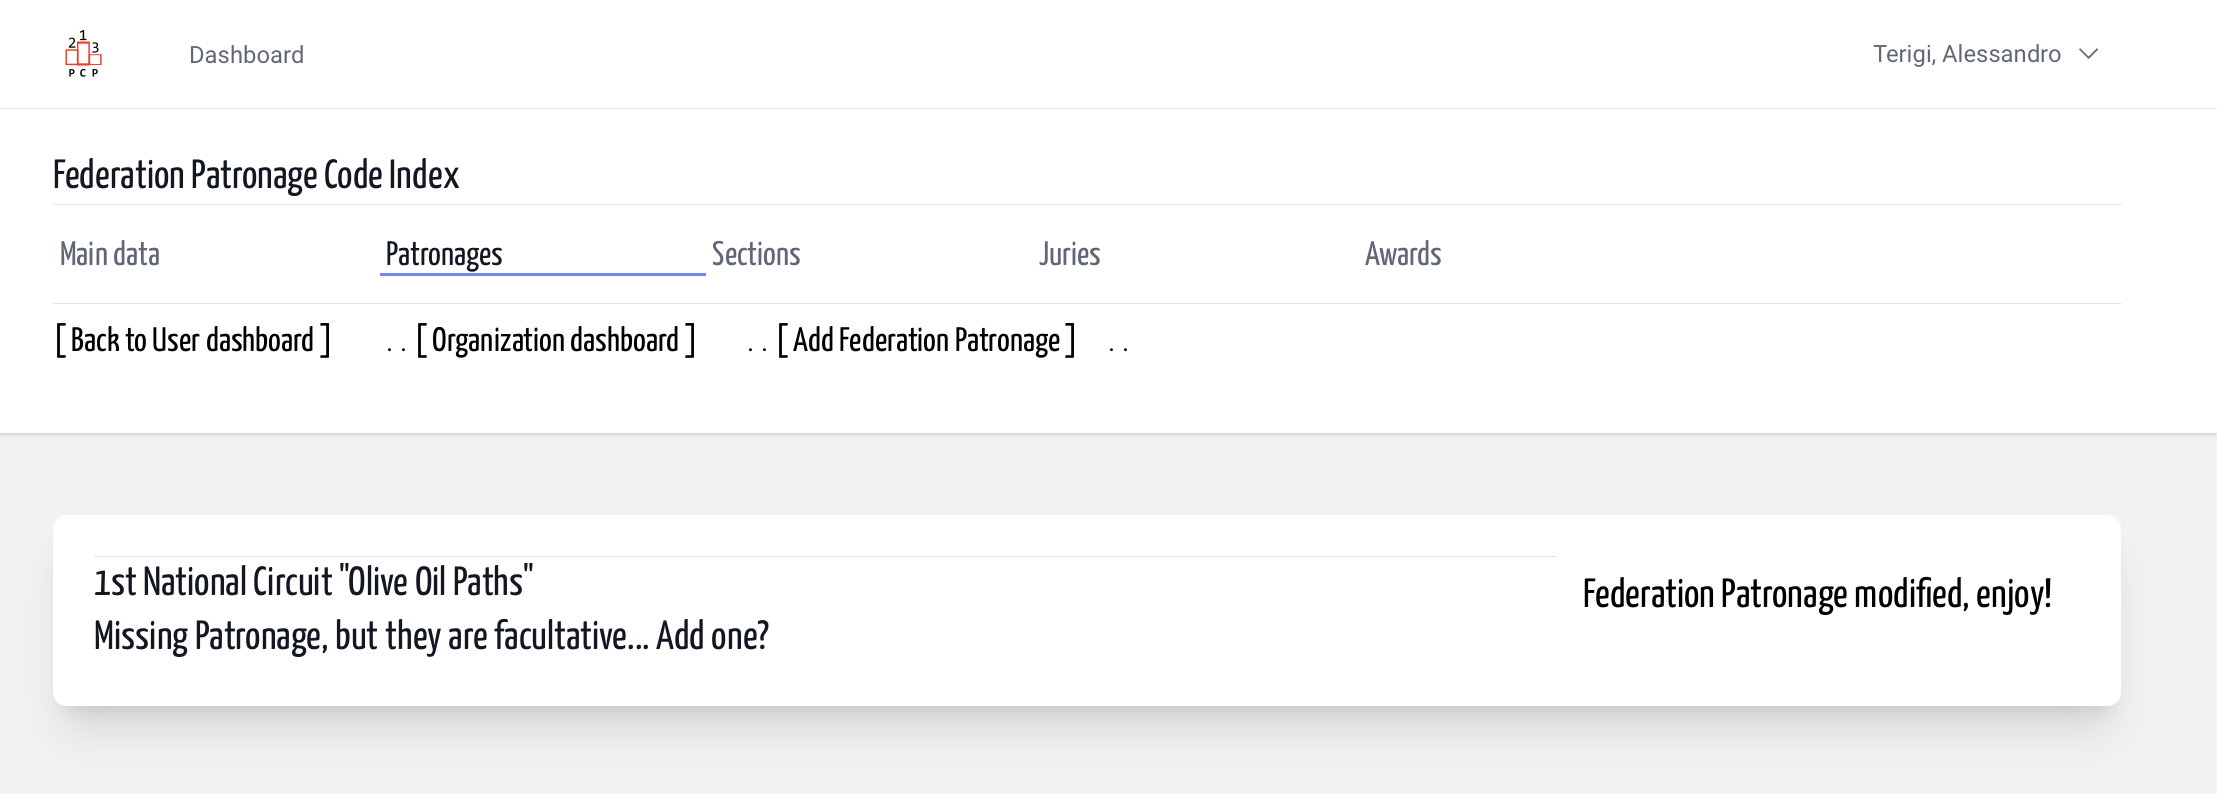 2 1 3
P C P
Dashboard
Terigi, Alessandro
Federation Patronage Code Index
Main data Patronages Sections Juries Awards
[ Back to User dashboard ] . . [ Organization dashboard ] . . [ Add Federation Patronage ] . .
1st National Circuit "Olive Oil Paths"
Federation Patronage modified, enjoy!
Missing Patronage, but they are facultative... Add one?